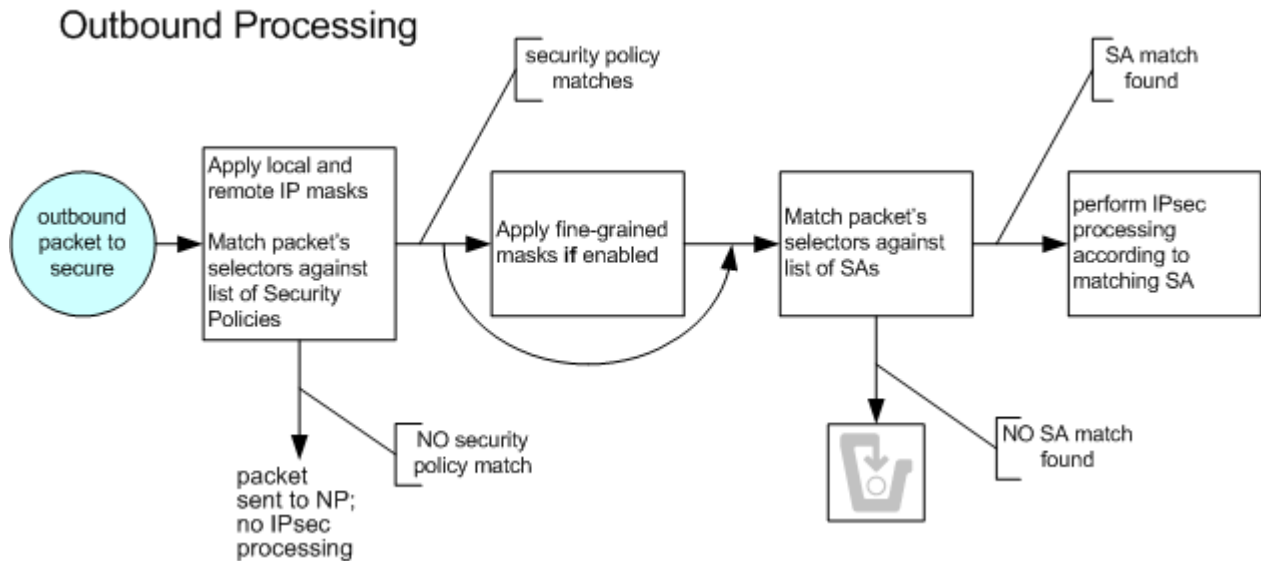 Outbound Processing
security policy
matches
SA match
found
outbound
packet to
secure
Apply local and
remote IP masks
Match packet's
selectors against
list of Security
Policies
Apply fine-grained
masks if enabled
Match packet's
selectors against
list of SAs
perform IPsec
processing
according to
matching SA
NO security
policy match
packet
sent to NP;
no IPsec
processing
NO SA match
found